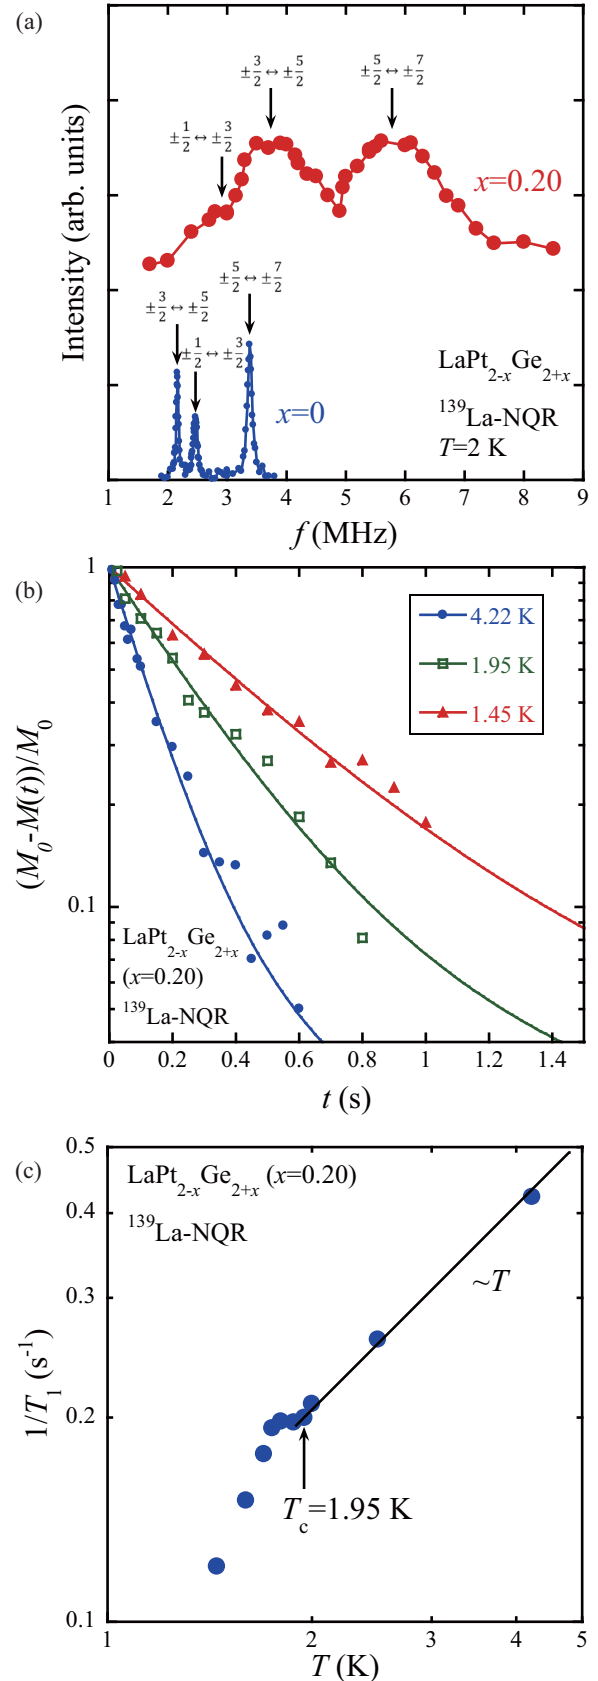 (a)
±3/2 ↔ ±5/2
±5/2 ↔ ±7/2
±1/2 ↔ ±3/2
x=0.20
±5/2 ↔ ±7/2
±3/2 ↔ ±5/2
±1/2 ↔ ±3/2
x=0
LaPt2-xGe2+x
139La-NQR
T=2 K
Intensity (arb. units)
1 2 3 4 5 6 7 8 9
f (MHz)
(b)
1
4.22 K
1.95 K
1.45 K
(M0-M(t))/M0
0.1
LaPt2-xGe2+x
(x=0.20)
139La-NQR
0 0.2 0.4 0.6 0.8 1 1.2 1.4
t (s)
(c)
0.5
LaPt2-xGe2+x (x=0.20)
139La-NQR
0.4
~T
0.3
1/T1 (s-1)
0.2
Tc=1.95 K
0.1
1 2 3 4 5
T (K)